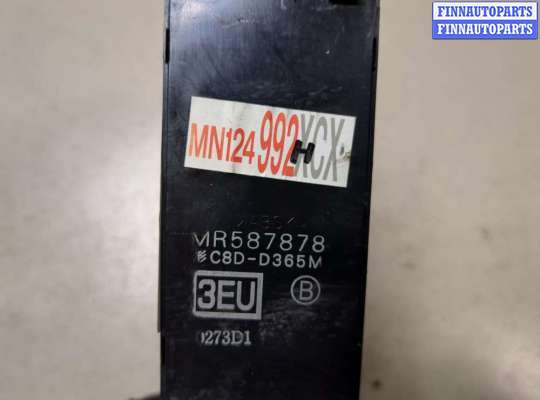 FINNAUTOPARTS
FINNAUTOPARTS
MN124 992XCX
H
MR587878
C8D-D365M
3EU
B
0273D1